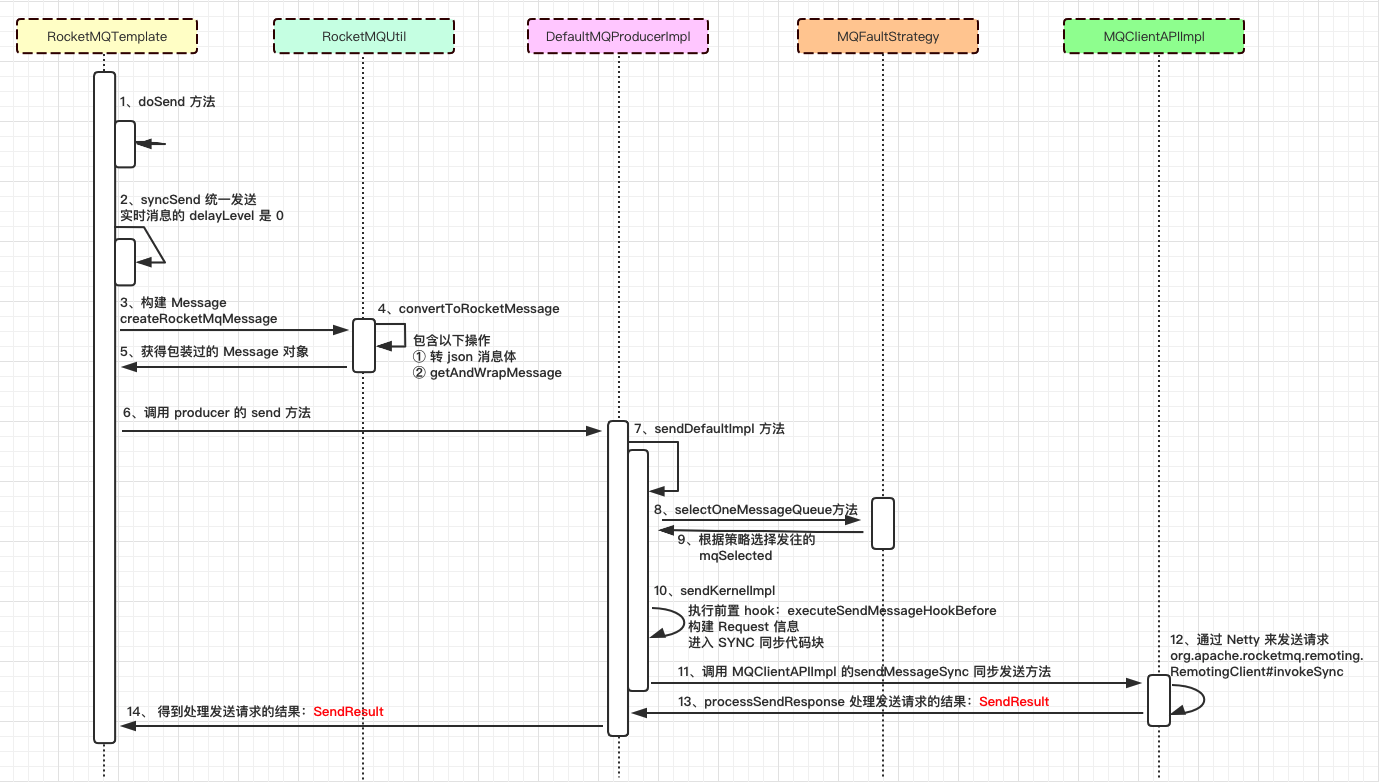 RocketMQTemplate
RocketMQUtil
DefaultMQProducerImpl
MQFaultStrategy
MQClientAPIImpl
1、doSend 方法
2、syncSend 统一发送
实时消息的 delayLevel 是 0
3、构建 Message
createRocketMqMessage
4、convertToRocketMessage
包含以下操作
① 转 json 消息体
② getAndWrapMessage
5、获得包装过的 Message 对象
6、调用 producer 的 send 方法
7、sendDefaultImpl 方法
8、selectOneMessageQueue方法
9、根据策略选择发往的
mqSelected
10、sendKernelImpl
执行前置 hook：executeSendMessageHookBefore
构建 Request 信息
进入 SYNC 同步代码块
11、调用 MQClientAPIImpl 的sendMessageSync 同步发送方法
12、通过 Netty 来发送请求
org.apache.rocketmq.remoting.
RemotingClient#invokeSync
13、processSendResponse 处理发送请求的结果：SendResult
14、 得到处理发送请求的结果：SendResult